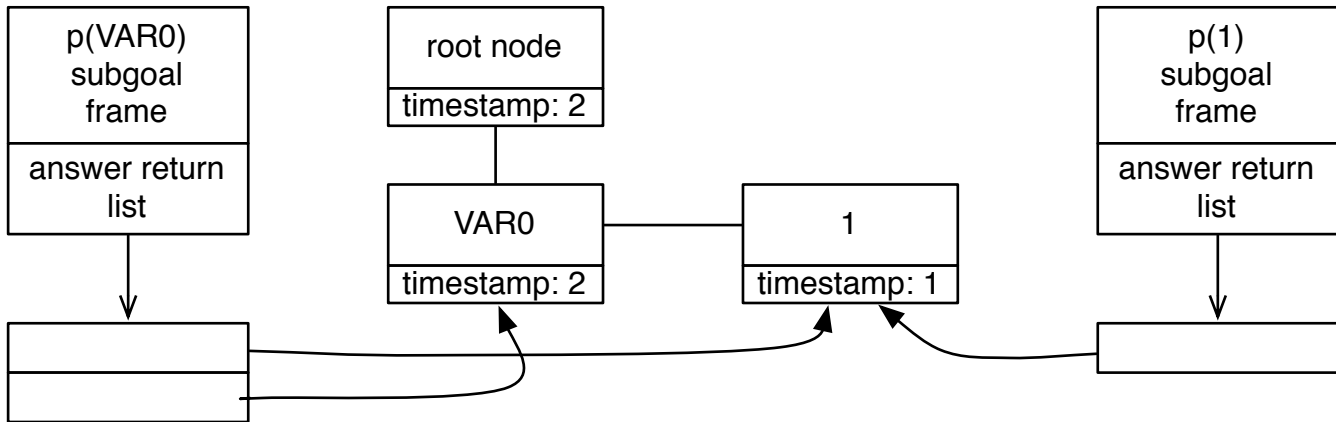 p(VAR0)
subgoal
frame
answer return
list
root node
timestamp: 2
VAR0
timestamp: 2
1
timestamp: 1
p(1)
subgoal
frame
answer return
list